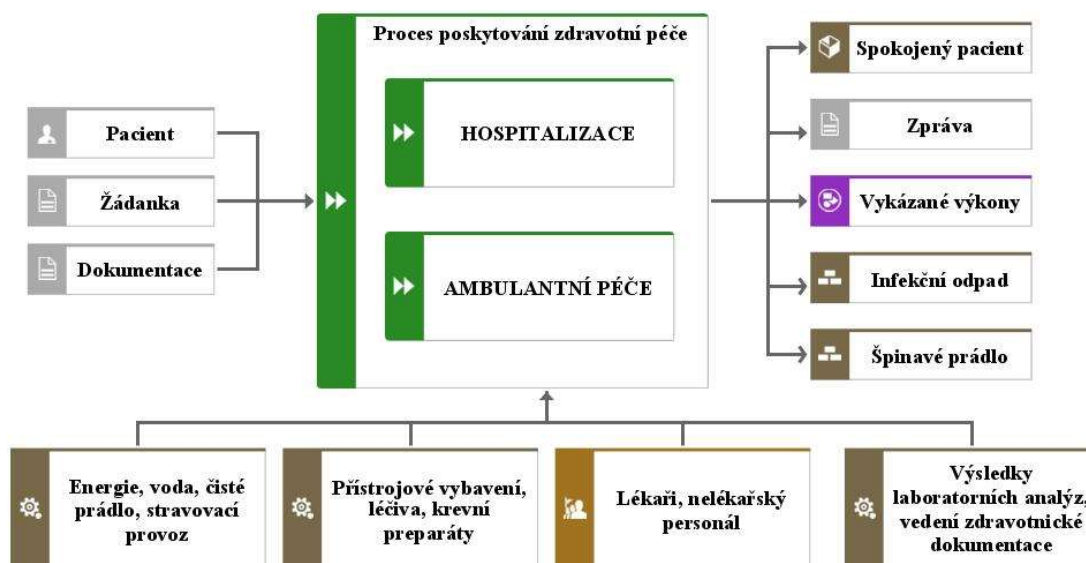 Proces poskytování zdravotní péče
HOSPITALIZACE
AMBULANTNÍ PÉČE
Pacient
Žádanka
Dokumentace
Spokojený pacient
Zpráva
Vykázané výkony
Infekční odpad
Špinavé prádlo
Energie, voda, čisté
prádlo, stravovací
provoz
Přístrojové vybavení,
léčiva, krevní
preparáty
Lékaři, nelékařský
personál
Výsledky
laboratorních analýz,
vedení zdravotnické
dokumentace